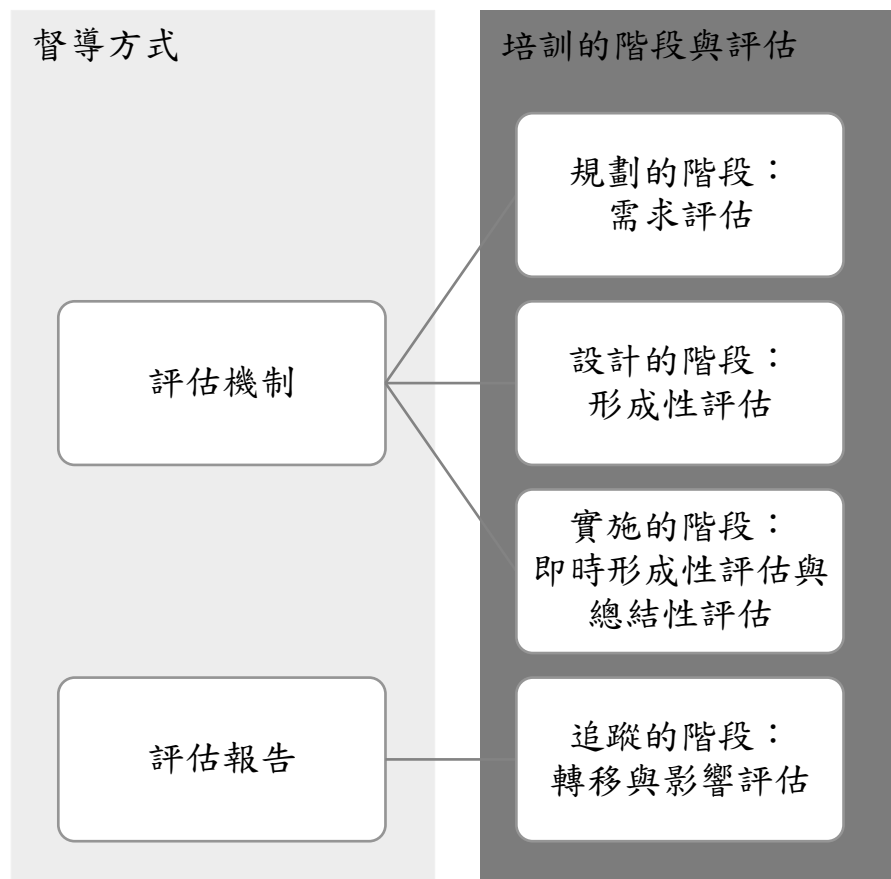 督導方式
評估機制
評估報告
培訓的階段與評估
規劃的階段：
需求評估
設計的階段：
形成性評估
實施的階段：
即時形成性評估與
總結性評估
追蹤的階段：
轉移與影響評估